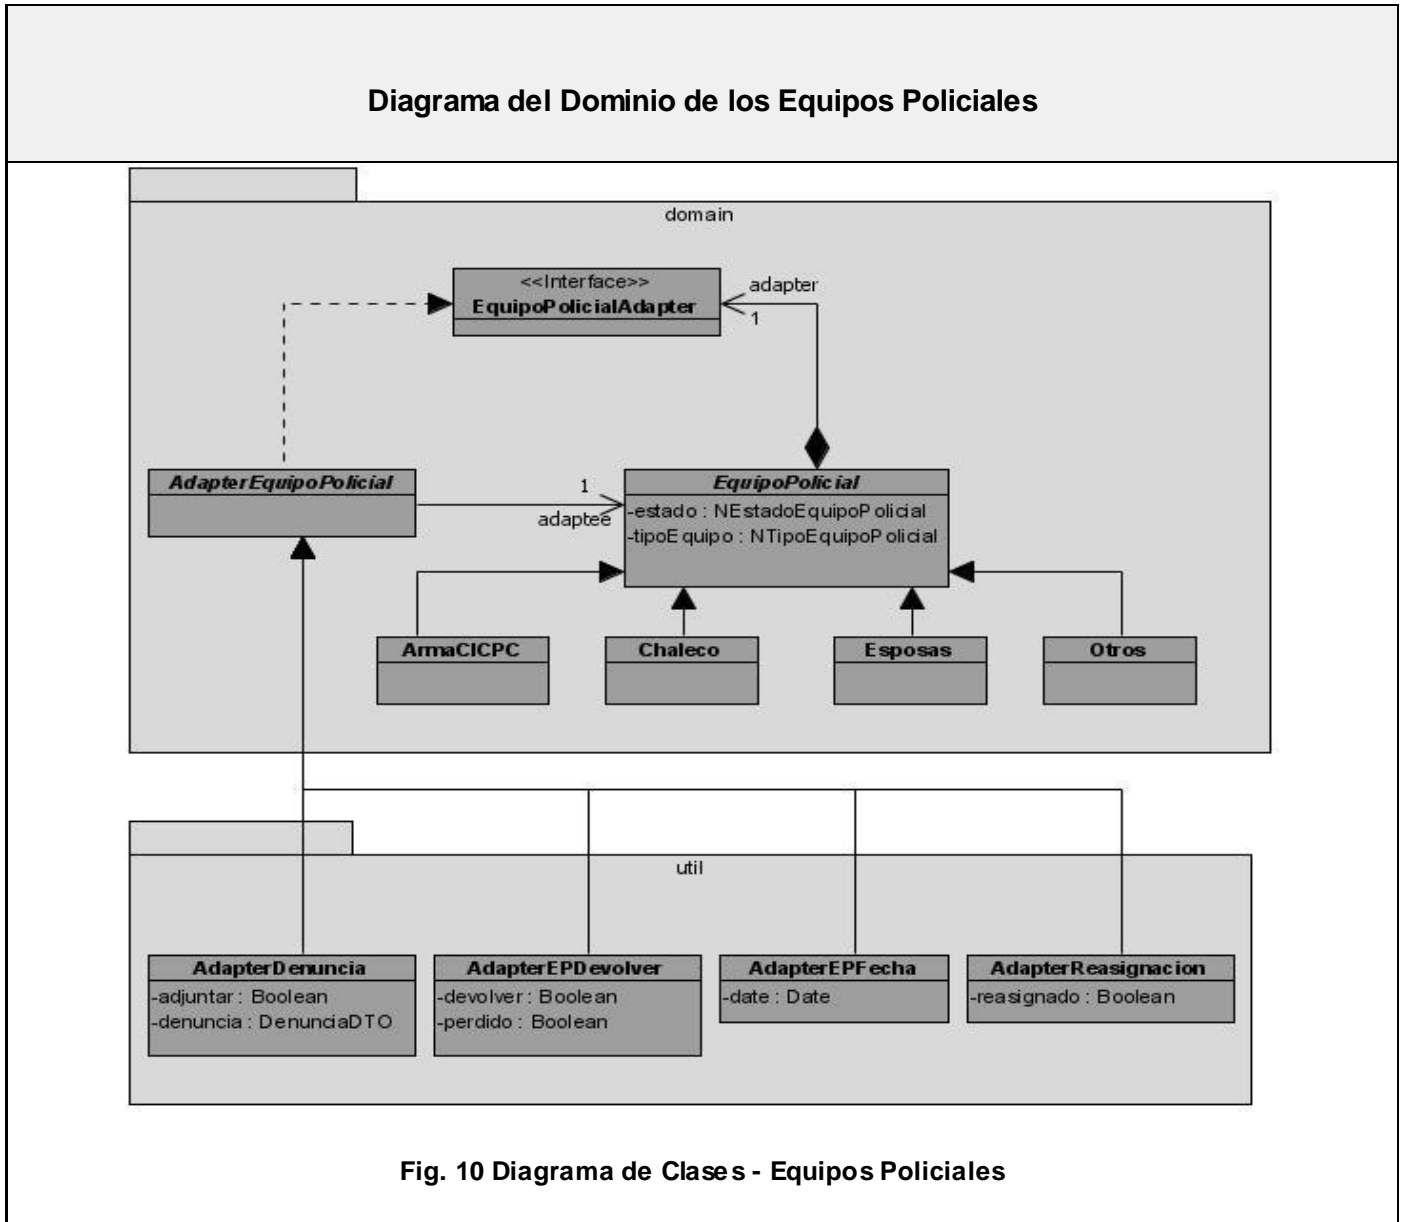 Diagrama del Dominio de los Equipos Policiales
domain
<<Interface>>
EquipoPolicialAdapter
adapter
1
AdapterEquipoPolicial
1
adaptee
EquipoPolicial
-estado : NEstadoEquipoPolicial
-tipoEquipo : NTipoEquipoPolicial
ArmaCICPC
Chaleco
Esposas
Otros
util
AdapterDenuncia
-adjuntar : Boolean
-denuncia : DenunciaDTO
AdapterEPDevolver
-devolver : Boolean
-perdido : Boolean
AdapterEPFecha
-date : Date
AdapterReasignacion
-reasignado : Boolean
Fig. 10 Diagrama de Clases - Equipos Policiales